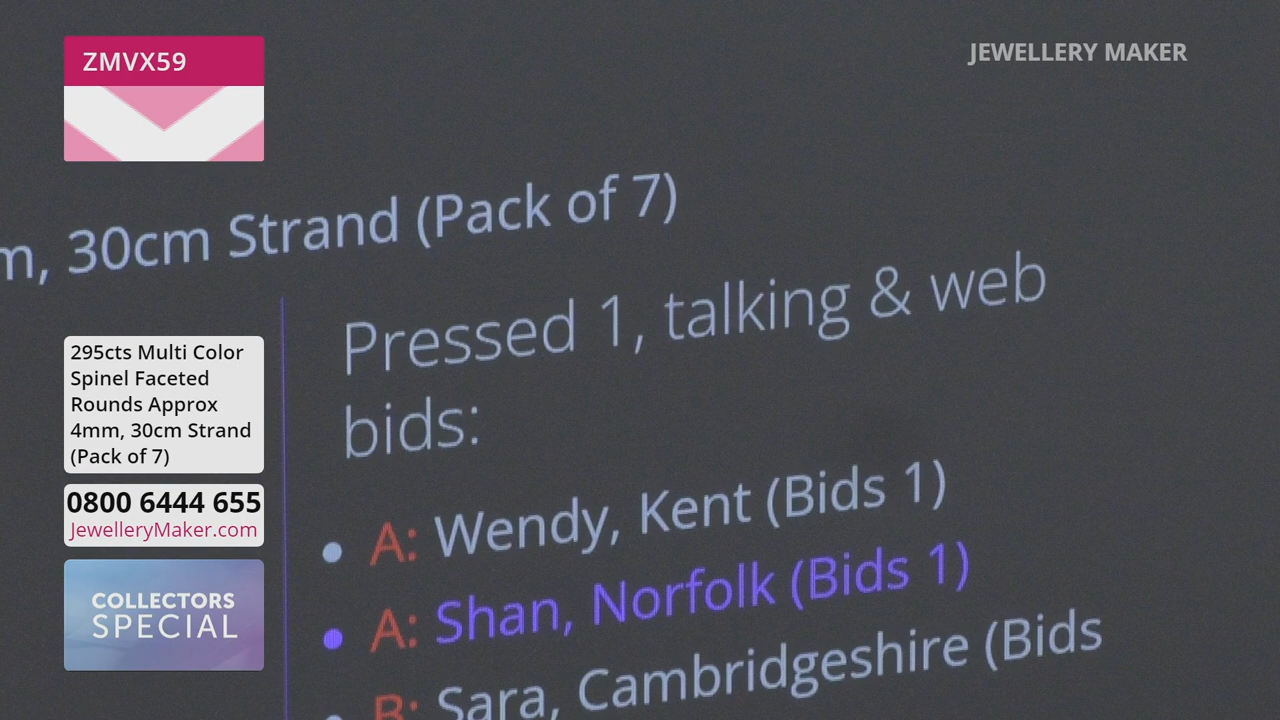 ZMVX59
JEWELLERY MAKER
m, 30cm Strand (Pack of 7)
Pressed 1, talking & web
bids:
• A: Wendy, Kent (Bids 1)
• A: Shan, Norfolk (Bids 1)
• B: Sara, Cambridgeshire (Bids
295cts Multi Color
Spinel Faceted
Rounds Approx
4mm, 30cm Strand
(Pack of 7)
0800 6444 655
JewelleryMaker.com
COLLECTORS
SPECIAL